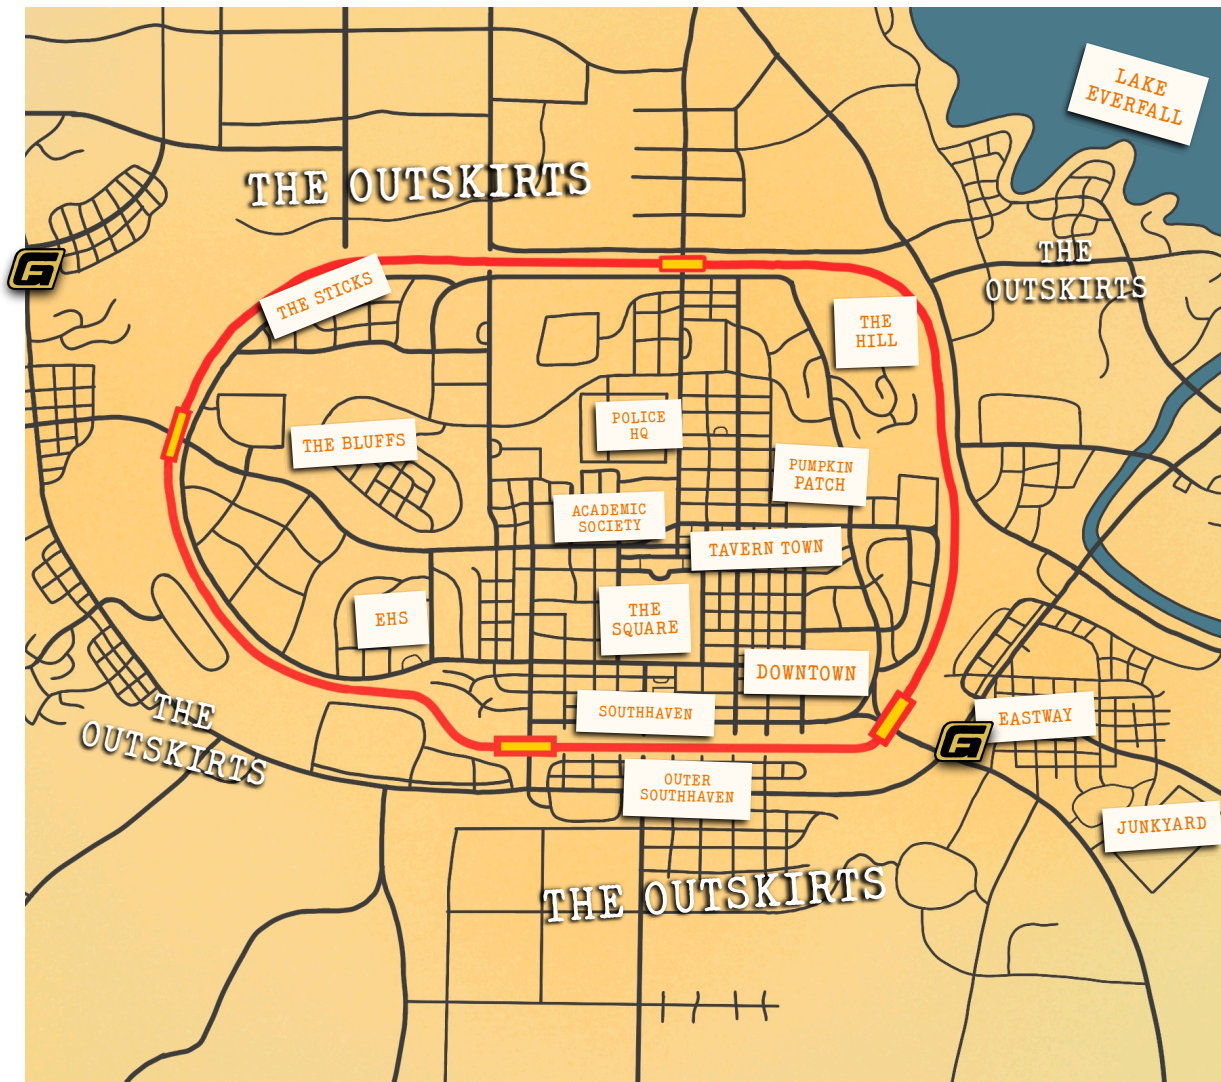 LAKE
EVERFALL
THE OUTSKIRTS
THE
OUTSKIRTS
G
THE STICKS
THE
HILL
POLICE
HQ
THE BLUFFS
PUMPKIN
PATCH
ACADEMIC
SOCIETY
TAVERN TOWN
EHS
THE
SQUARE
DOWNTOWN
THE
OUTSKIRTS
SOUTHHAVEN
EASTWAY
G
OUTER
SOUTHHAVEN
JUNKYARD
THE OUTSKIRTS